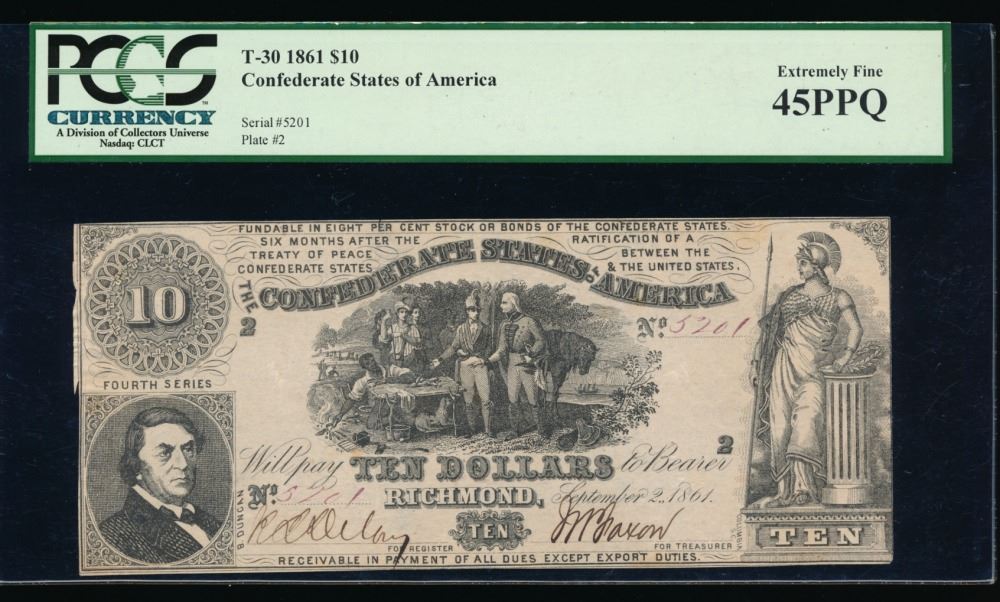 PCGS
TM
CURRENCY
A Division of Collectors Universe
Nasdaq: CLCT
T-30 1861 $10
Confederate States of America
Serial #5201
Plate #2
Extremely Fine
45PPQ
FUNDABLE IN EIGHT PER CENT STOCK OR BONDS OF THE CONFEDERATE STATES.
SIX MONTHS AFTER THE RATIFICATION OF A
TREATY OF PEACE BETWEEN THE
CONFEDERATE STATES & THE UNITED STATES.
THE CONFEDERATE STATES OF AMERICA
10
2
No. 5201
FOURTH SERIES
2
Will pay TEN DOLLARS to Bearer
No. 5201
RICHMOND, September 2, 1861.
B. DUNCAN
TEN
FOR REGISTER
FOR TREASURER
TEN
RECEIVABLE IN PAYMENT OF ALL DUES EXCEPT EXPORT DUTIES.